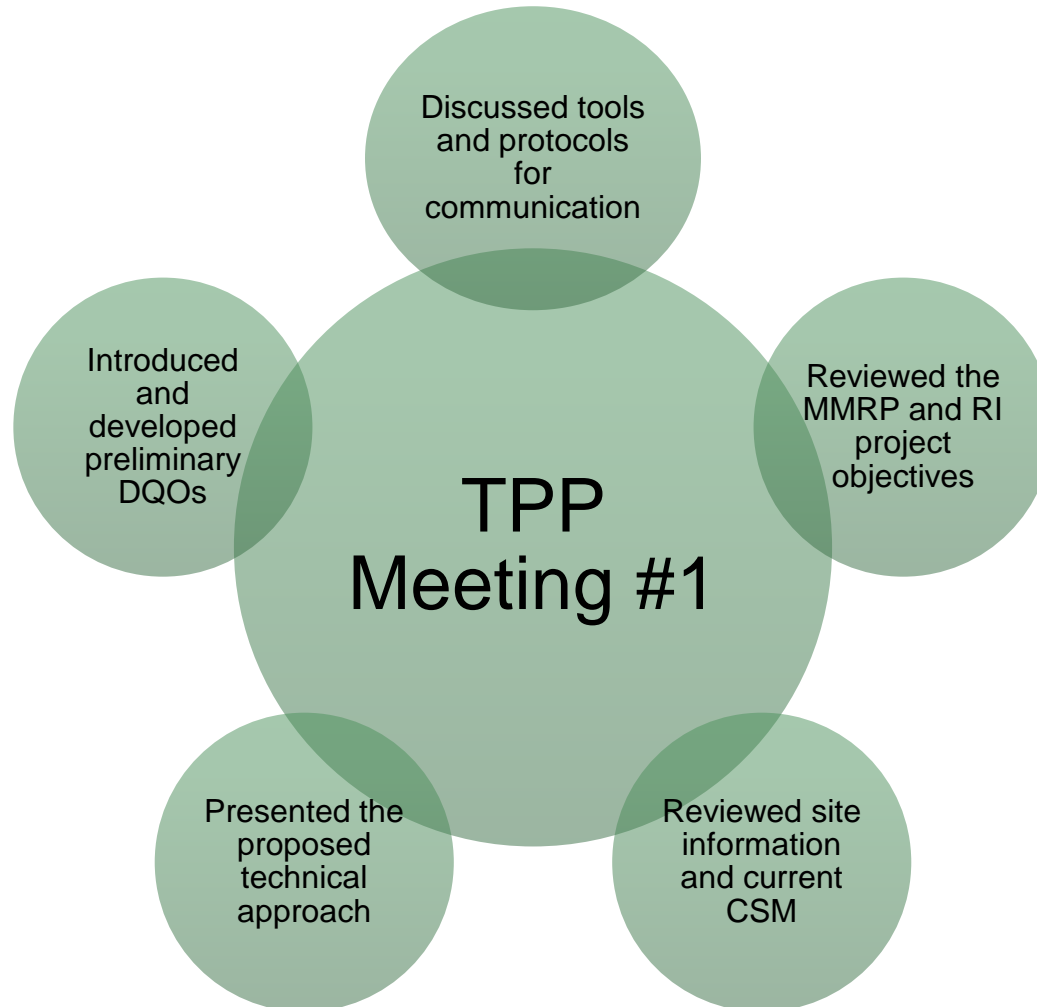 Discussed tools
and protocols
for
communication
Reviewed the
MMRP and RI
project
objectives
Reviewed site
information
and current
CSM
Presented the
proposed
technical
approach
Introduced
and
developed
preliminary
DQOs
TPP
Meeting #1